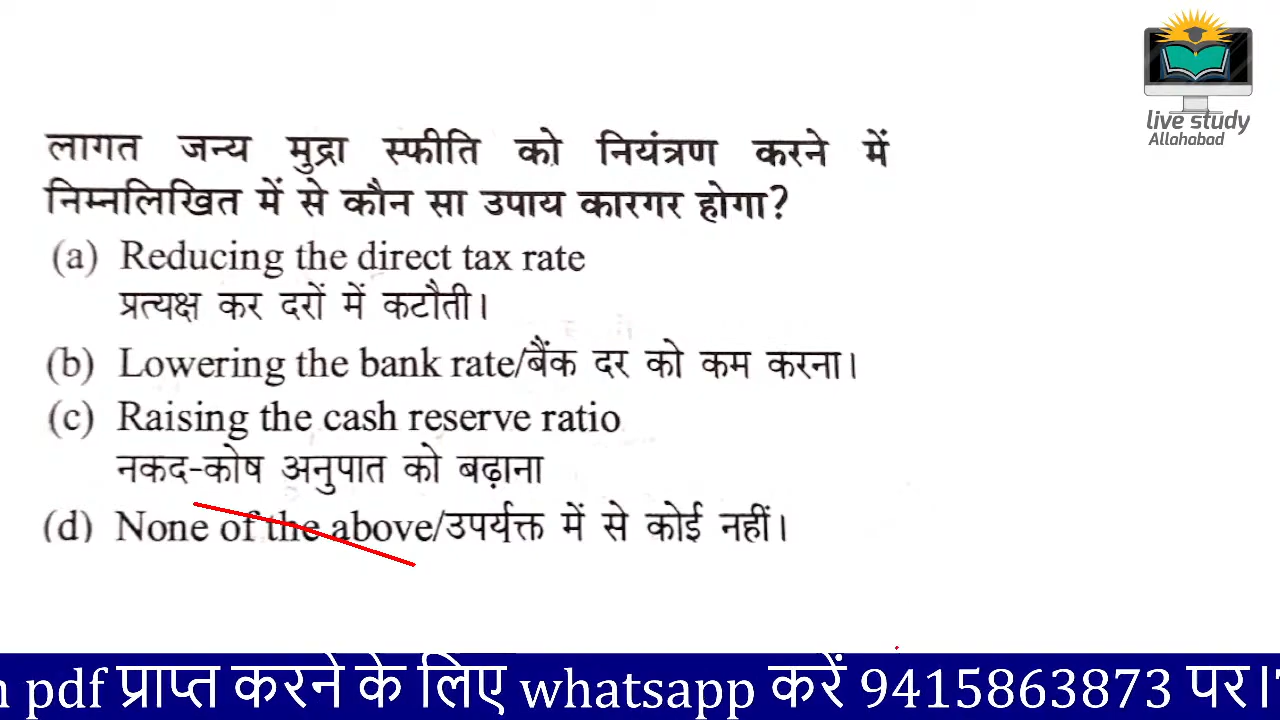 live study
Allahabad
लागत जन्य मुद्रा स्फीति को नियंत्रण करने में
निम्नलिखित में से कौन सा उपाय कारगर होगा?
(a) Reducing the direct tax rate
प्रत्यक्ष कर दरों में कटौती।
(b) Lowering the bank rate/बैंक दर को कम करना।
(c) Raising the cash reserve ratio
नकद-कोष अनुपात को बढ़ाना
(d) None of the above/उपर्यक्त में से कोई नहीं।
pdf प्राप्त करने के लिए whatsapp करें 9415863873 पर।